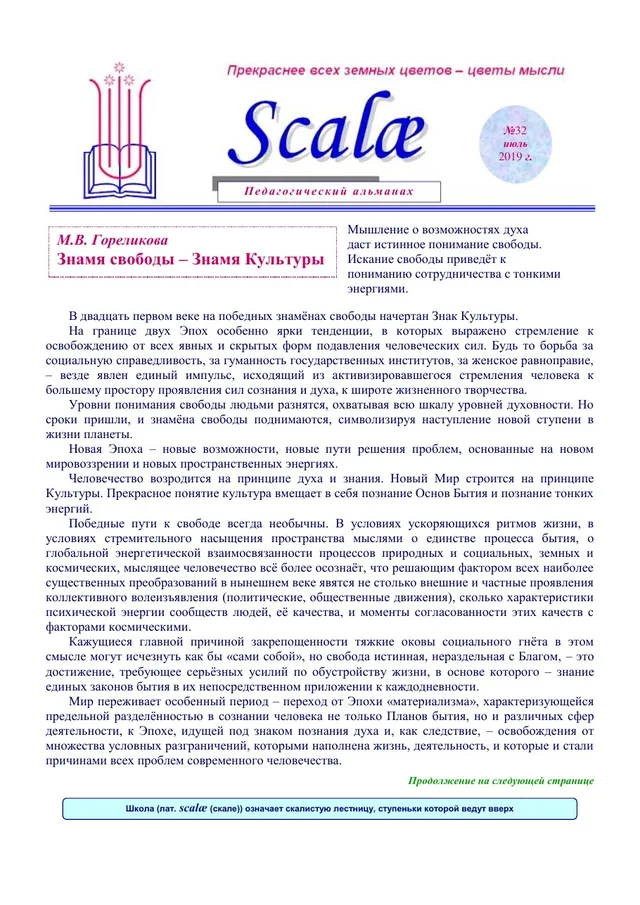 Прекраснее всех земных цветов – цветы мысли
Scalæ
№32
июль
2019 г.
Педагогический альманах
М.В. Гореликова
Знамя свободы – Знамя Культуры
Мышление о возможностях духа
даст истинное понимание свободы.
Искание свободы приведёт к
пониманию сотрудничества с тонкими
энергиями.
В двадцать первом веке на победных знамёнах свободы начертан Знак Культуры.
На границе двух Эпох особенно ярки тенденции, в которых выражено стремление к
освобождению от всех явных и скрытых форм подавления человеческих сил. Будь то борьба за
социальную справедливость, за гуманность государственных институтов, за женское равноправие,
– везде явлен единый импульс, исходящий из активизировавшегося стремления человека к
большему простору проявления сил сознания и духа, к широте жизненного творчества.
Уровни понимания свободы людьми разнятся, охватывая всю шкалу уровней духовности. Но
сроки пришли, и знамёна свободы поднимаются, символизируя наступление новой ступени в
жизни планеты.
Новая Эпоха – новые возможности, новые пути решения проблем, основанные на новом
мировоззрении и новых пространственных энергиях.
Человечество возродится на принципе духа и знания. Новый Мир строится на принципе
Культуры. Прекрасное понятие культура вмещает в себя познание Основ Бытия и познание тонких
энергий.
Победные пути к свободе всегда необычны. В условиях ускоряющихся ритмов жизни, в
условиях стремительного насыщения пространства мыслями о единстве процесса бытия, о
глобальной энергетической взаимосвязанности процессов природных и социальных, земных и
космических, мыслящее человечество всё более осознаёт, что решающим фактором всех наиболее
существенных преобразований в нынешнем веке явятся не столько внешние и частные проявления
коллективного волеизъявления (политические, общественные движения), сколько характеристики
психической энергии сообществ людей, её качества, и моменты согласованности этих качеств с
факторами космическими.
Кажущиеся главной причиной закрепощенности тяжкие оковы социального гнёта в этом
смысле могут исчезнуть как бы «сами собой», но свобода истинная, нераздельная с Благом, – это
достижение, требующее серьёзных усилий по обустройству жизни, в основе которого – знание
единых законов бытия в их непосредственном приложении к каждодневности.
Мир переживает особенный период – переход от Эпохи «материализма», характеризующейся
предельной разделённостью в сознании человека не только Планов бытия, но и различных сфер
деятельности, к Эпохе, идущей под знаком познания духа и, как следствие, – освобождения от
множества условных разграничений, которыми наполнена жизнь, деятельность, и которые и стали
причинами всех проблем современного человечества.
Продолжение на следующей странице
Школа (лат. scalæ (скале)) означает скалистую лестницу, ступеньки которой ведут вверх